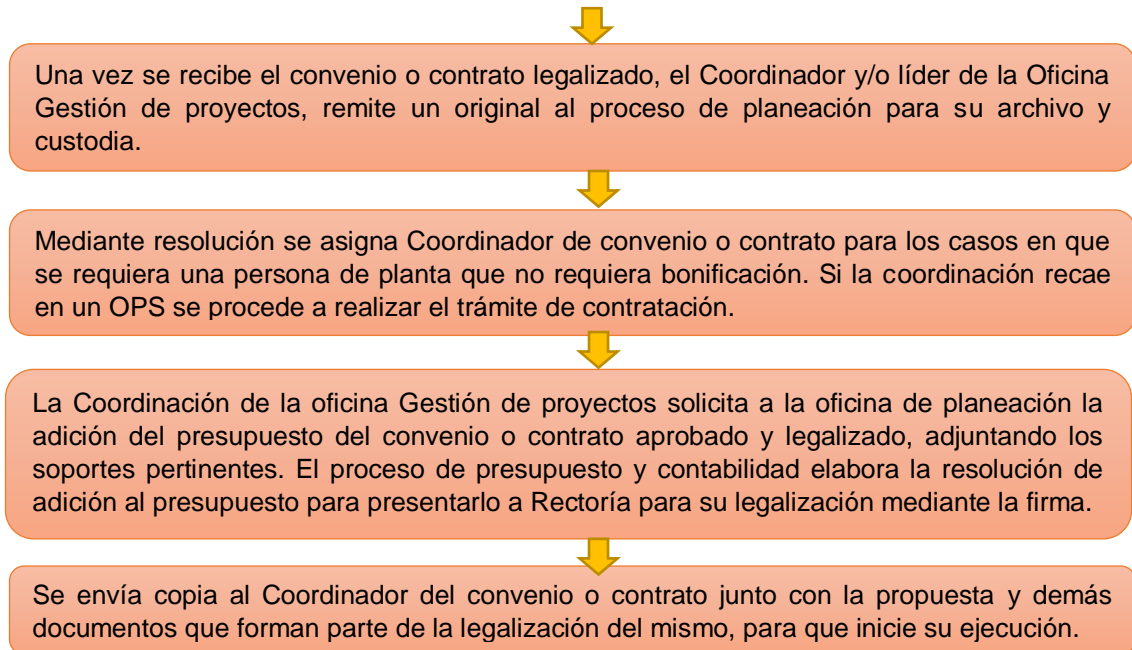 Una vez se recibe el convenio o contrato legalizado, el Coordinador y/o líder de la Oficina
Gestión de proyectos, remite un original al proceso de planeación para su archivo y
custodia.
Mediante resolución se asigna Coordinador de convenio o contrato para los casos en que
se requiera una persona de planta que no requiera bonificación. Si la coordinación recae
en un OPS se procede a realizar el trámite de contratación.
La Coordinación de la oficina Gestión de proyectos solicita a la oficina de planeación la
adición del presupuesto del convenio o contrato aprobado y legalizado, adjuntando los
soportes pertinentes. El proceso de presupuesto y contabilidad elabora la resolución de
adición al presupuesto para presentarlo a Rectoría para su legalización mediante la firma.
Se envía copia al Coordinador del convenio o contrato junto con la propuesta y demás
documentos que forman parte de la legalización del mismo, para que inicie su ejecución.